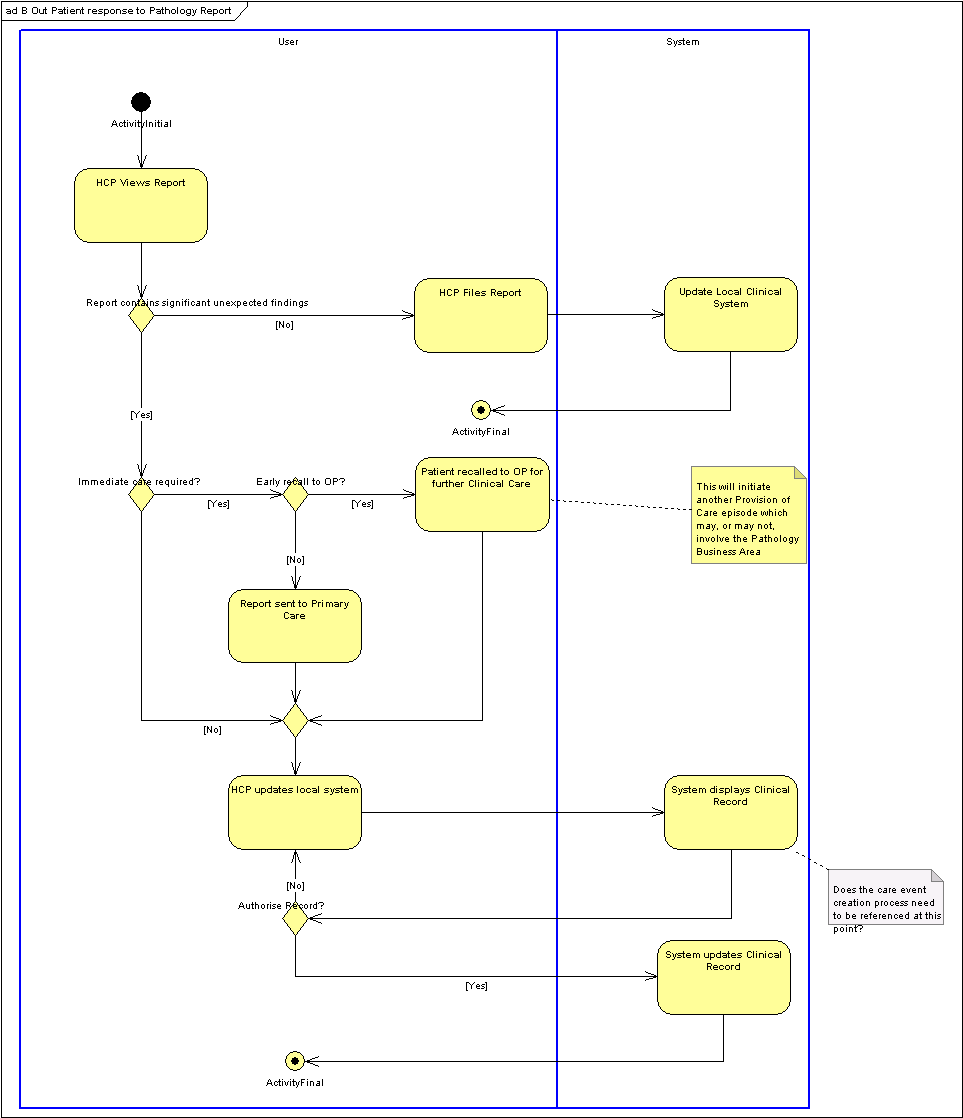 ad B Out Patient response to Pathology Report
User
System
ActivityInitial
HCP Views Report
Report contains significant unexpected findings
[No]
HCP Files Report
Update Local Clinical
System
[Yes]
ActivityFinal
Immediate care required?
[Yes]
Early recall to OP?
[Yes]
Patient recalled to OP for
further Clinical Care
This will initiate
another Provision of
Care episode which
may, or may not,
involve the Pathology
Business Area
[No]
Report sent to Primary
Care
[No]
HCP updates local system
System displays Clinical
Record
[No]
Authorise Record?
Does the care event
creation process need
to be referenced at this
point?
System updates Clinical
Record
[Yes]
ActivityFinal